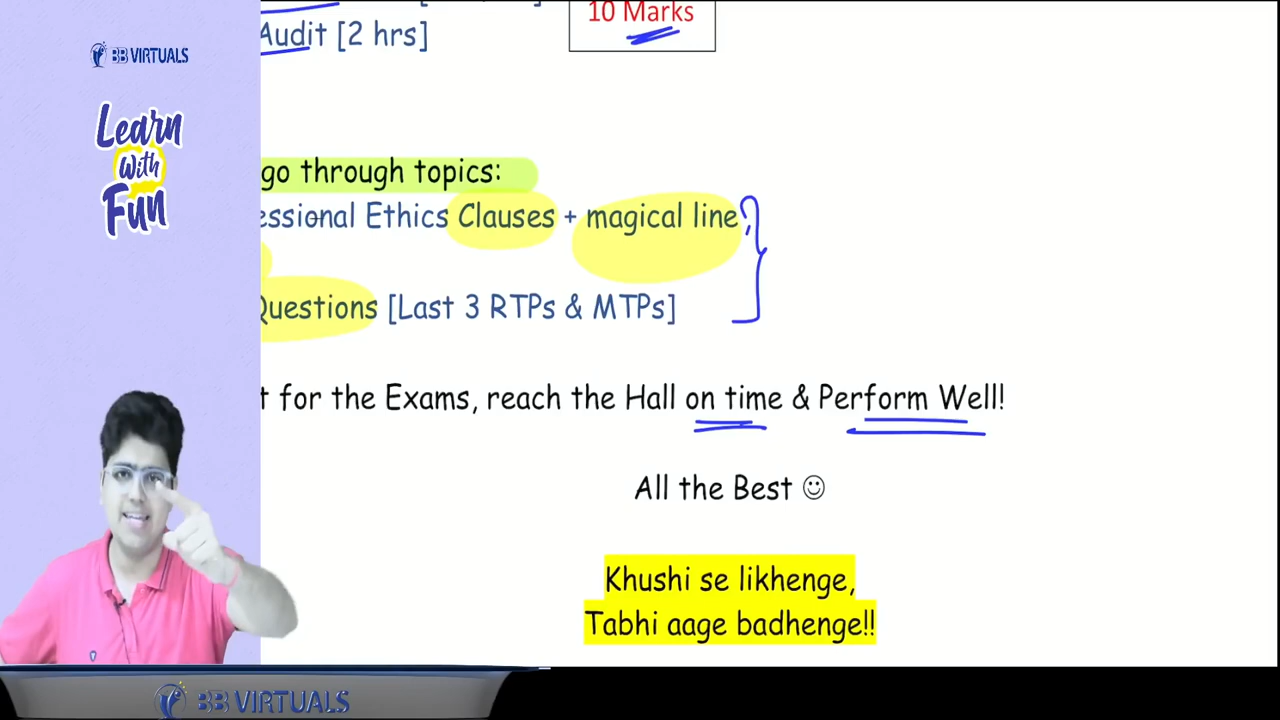 10 Marks
Audit [2 hrs]
BB VIRTUALS
Learn
With
Fun
go through topics:
essional Ethics Clauses + magical line
Questions [Last 3 RTPs & MTPs]
t for the Exams, reach the Hall on time & Perform Well!
All the Best ☺
Khushi se likhenge,
Tabhi aage badhenge!!
BB VIRTUALS